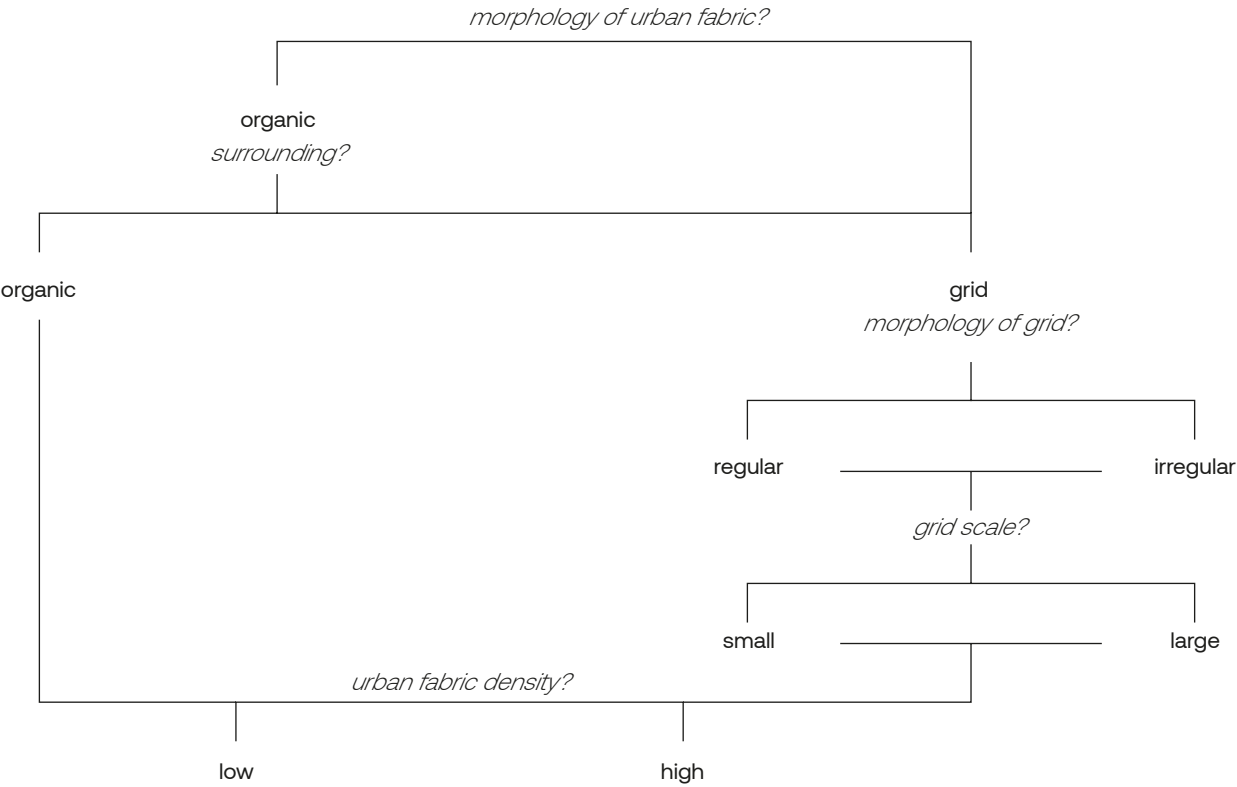 morphology of urban fabric?
organic
surrounding?
organic
grid
morphology of grid?
regular
irregular
grid scale?
small
large
urban fabric density?
low
high